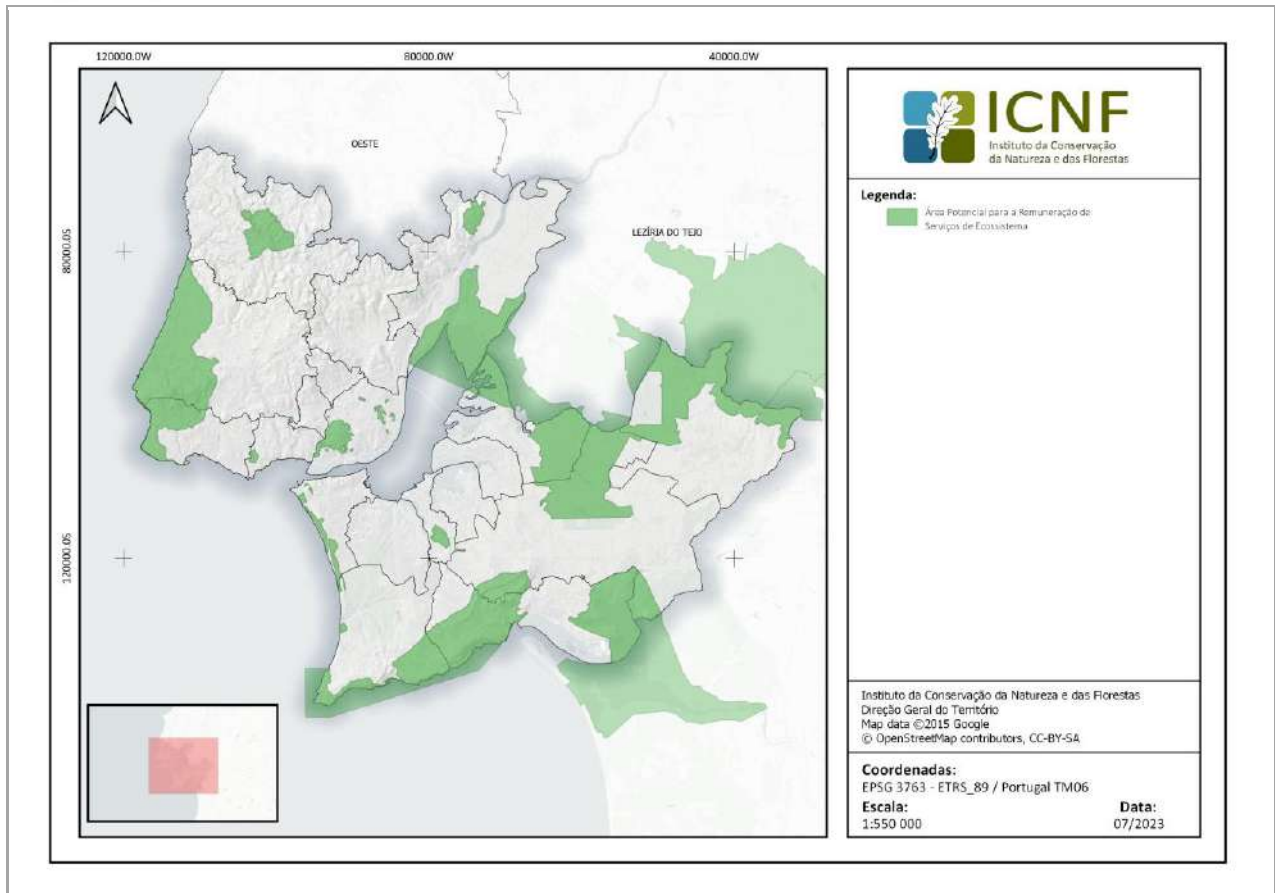 120000.0W
80000.0W
40000.0W
80000.0S
120000.0S
OESTE
LEZÍRIA DO TEJO
ICNF
Instituto da Conservação
da Natureza e das Florestas
Legenda:
Área Potencial para a Remuneração de
Serviços de Ecossistema
Instituto da Conservação da Natureza e das Florestas
Direção Geral do Território
Map data ©2015 Google
© OpenStreetMap contributors, CC-BY-SA
Coordenadas:
EPSG 3763 - ETRS_89 / Portugal TM06
Escala:
1:550 000
Data:
07/2023